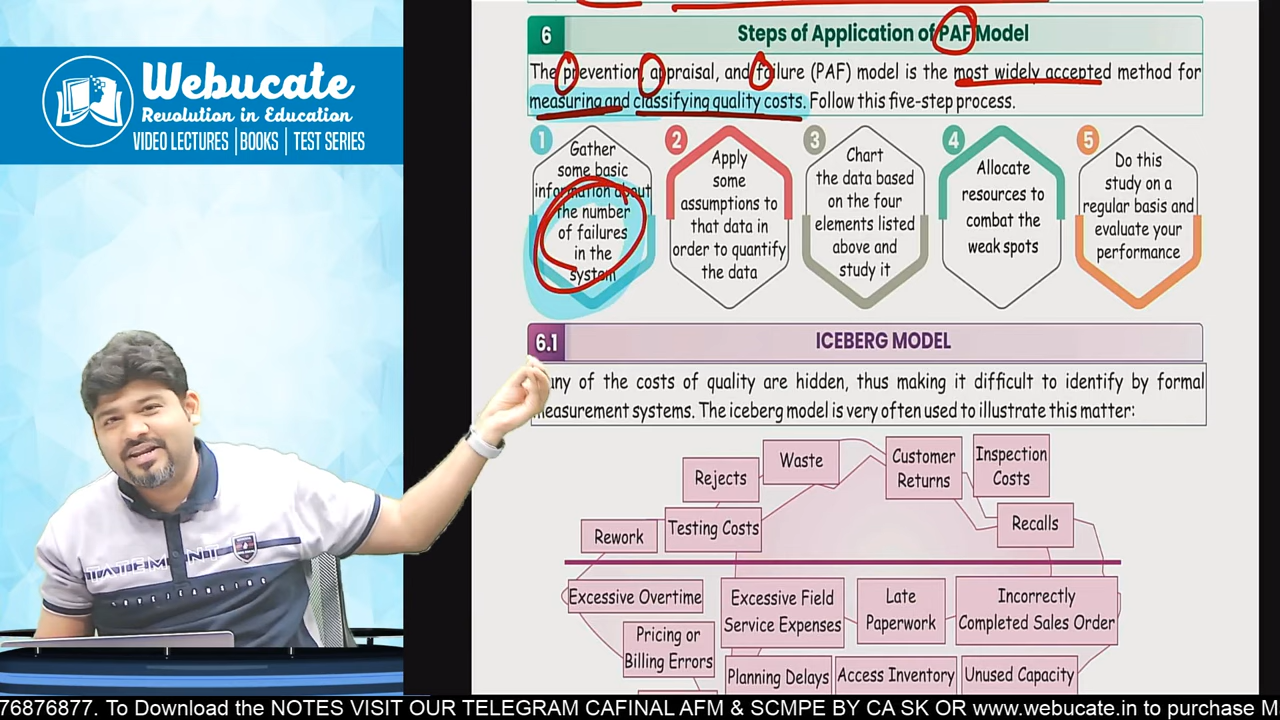 Webucate
Revolution in Education
VIDEO LECTURES | BOOKS | TEST SERIES
6
Steps of Application of PAF Model
The prevention, appraisal, and failure (PAF) model is the most widely accepted method for
measuring and classifying quality costs. Follow this five-step process.
1
Gather
some basic
information about
the number
of failures
in the
system
2
Apply
some
assumptions to
that data in
order to quantify
the data
3
Chart
the data based
on the four
elements listed
above and
study it
4
Allocate
resources to
combat the
weak spots
5
Do this
study on a
regular basis and
evaluate your
performance
6.1
ICEBERG MODEL
any of the costs of quality are hidden, thus making it difficult to identify by formal
measurement systems. The iceberg model is very often used to illustrate this matter:
Rejects
Waste
Customer
Returns
Inspection
Costs
Rework
Testing Costs
Recalls
Excessive Overtime
Excessive Field
Service Expenses
Late
Paperwork
Incorrectly
Completed Sales Order
Pricing or
Billing Errors
Planning Delays
Access Inventory
Unused Capacity
76876877. To Download the NOTES VISIT OUR TELEGRAM CAFINAL AFM & SCMPE BY CA SK OR www.webucate.in to purchase M